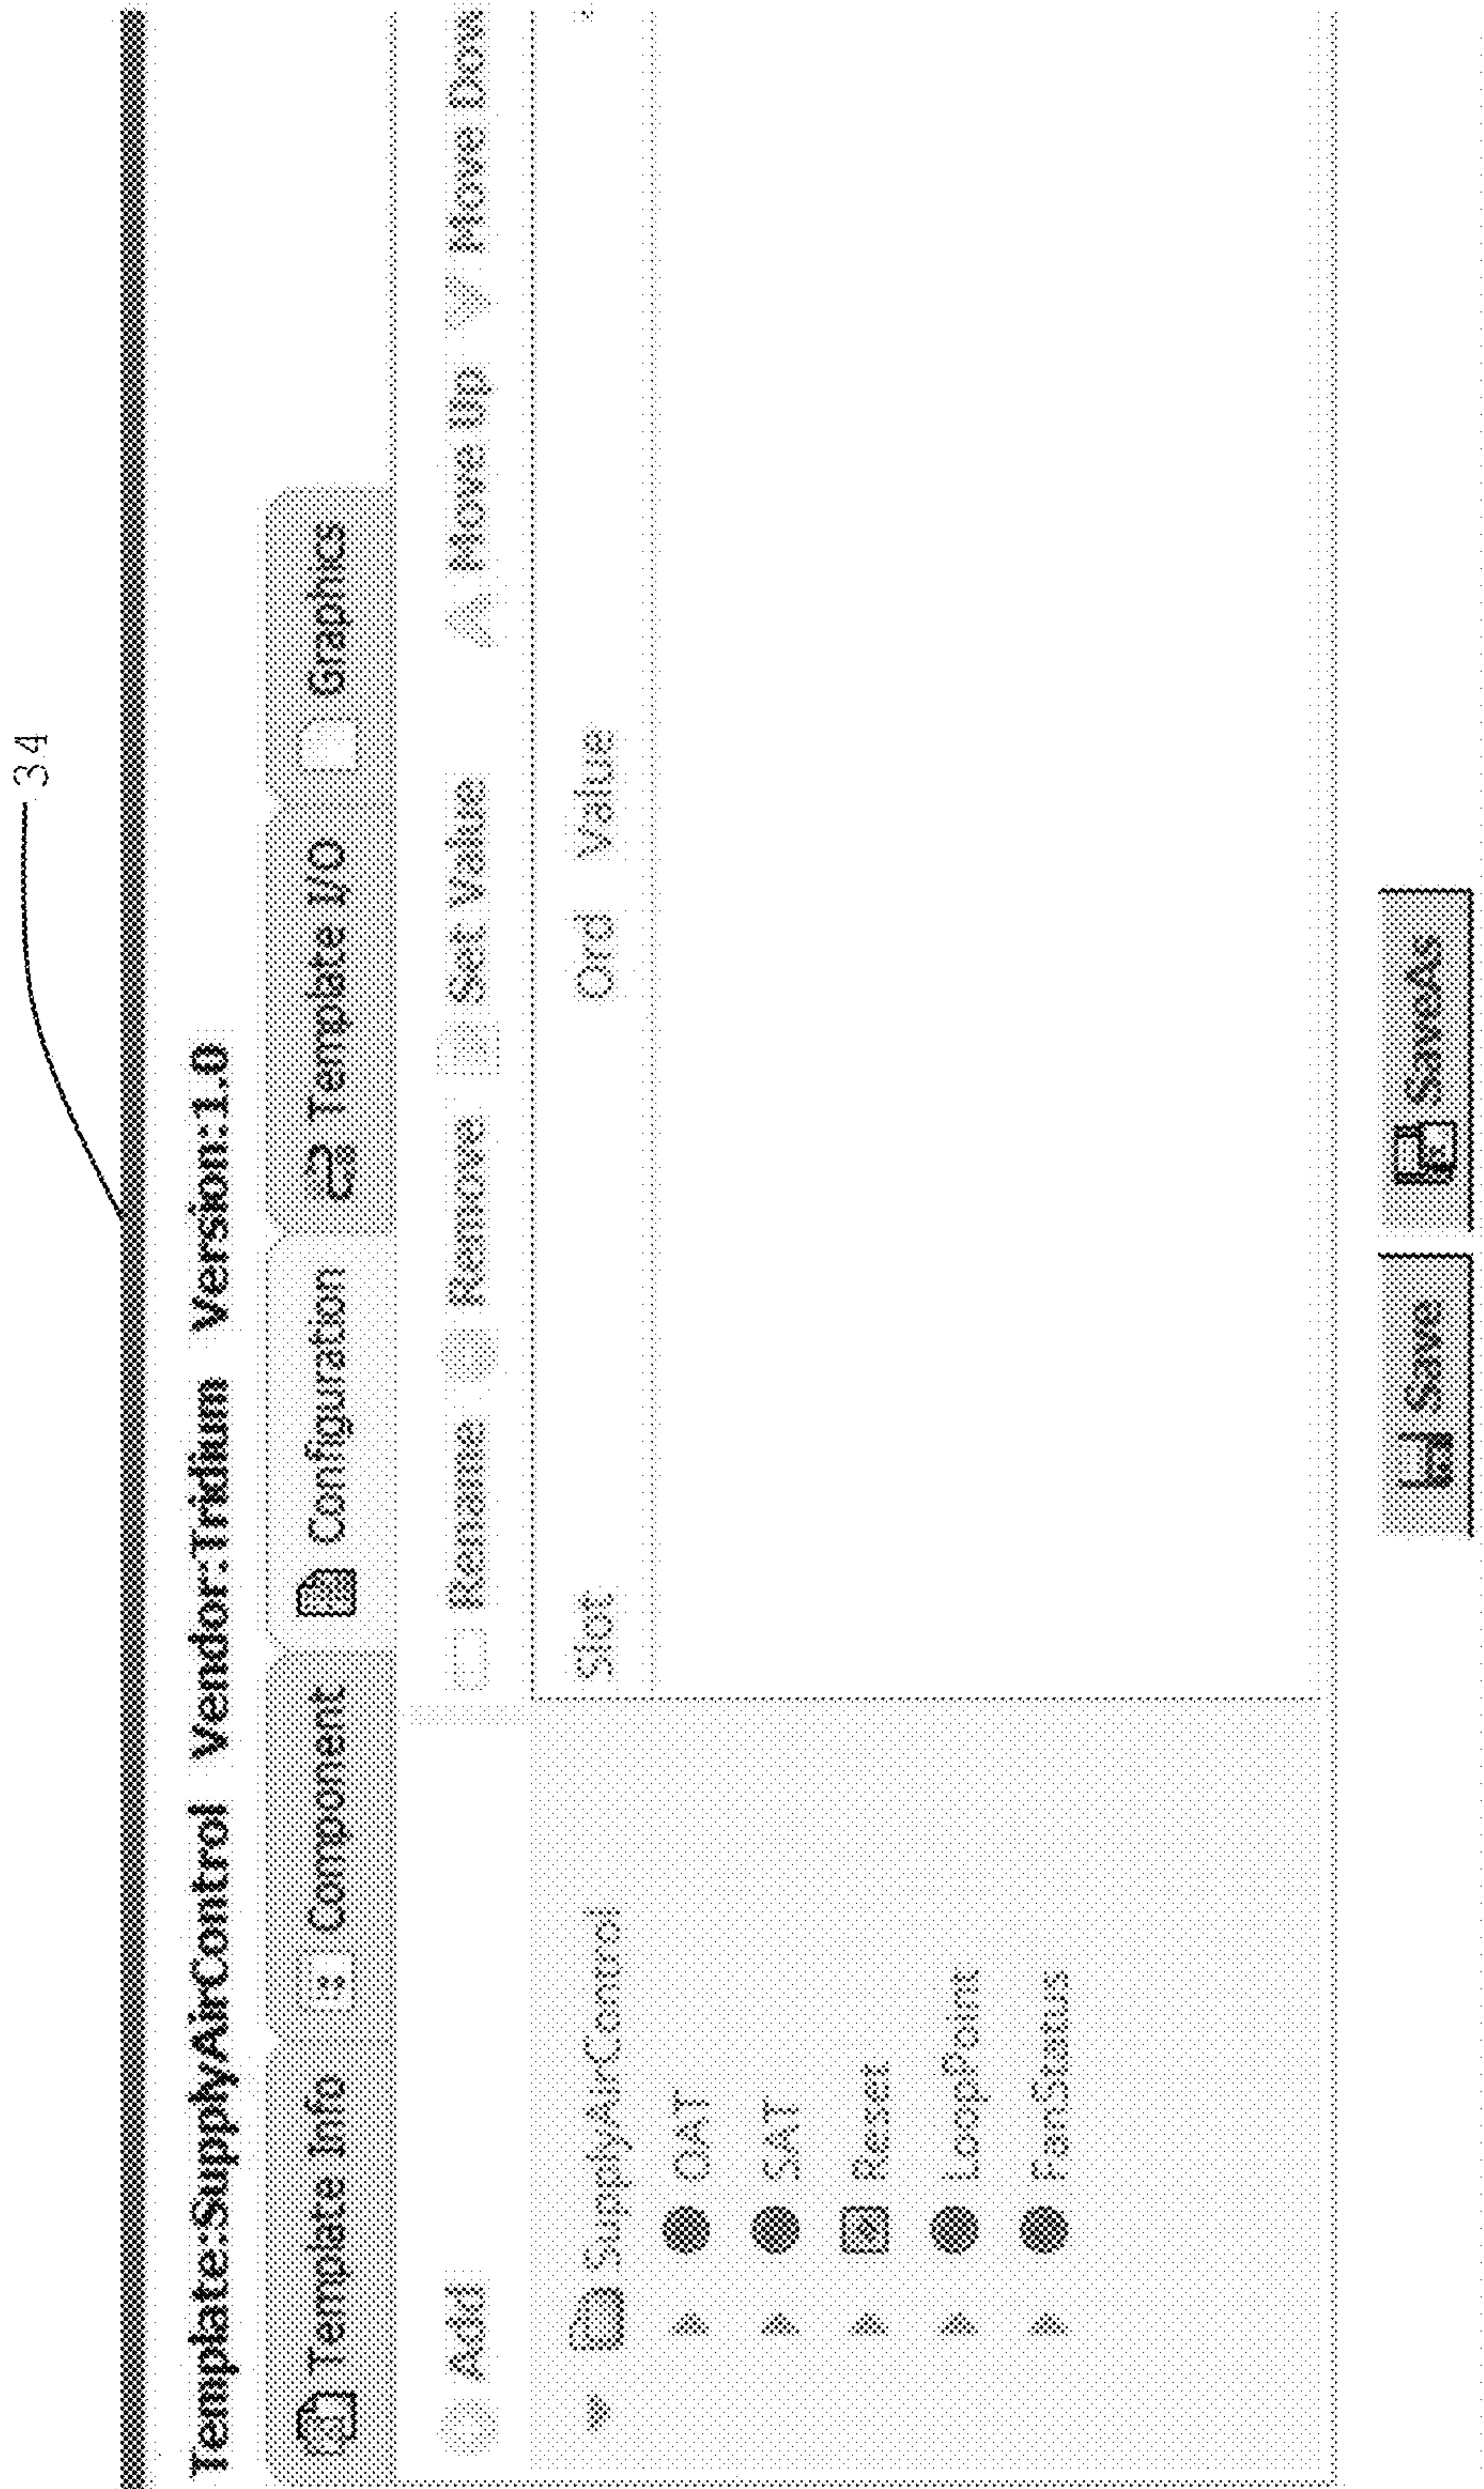 34
Template:SupplyAirControl Vendor:Tridium Version:1.0
Template Info Component Configuration Template I/O Graphics
Add Rename Remove Set Value Move Up Move Dow
SupplyAirControl Slot Ord Value
OAT
SAT
Reset
LoopPoint
FanStatus
Save SaveAs